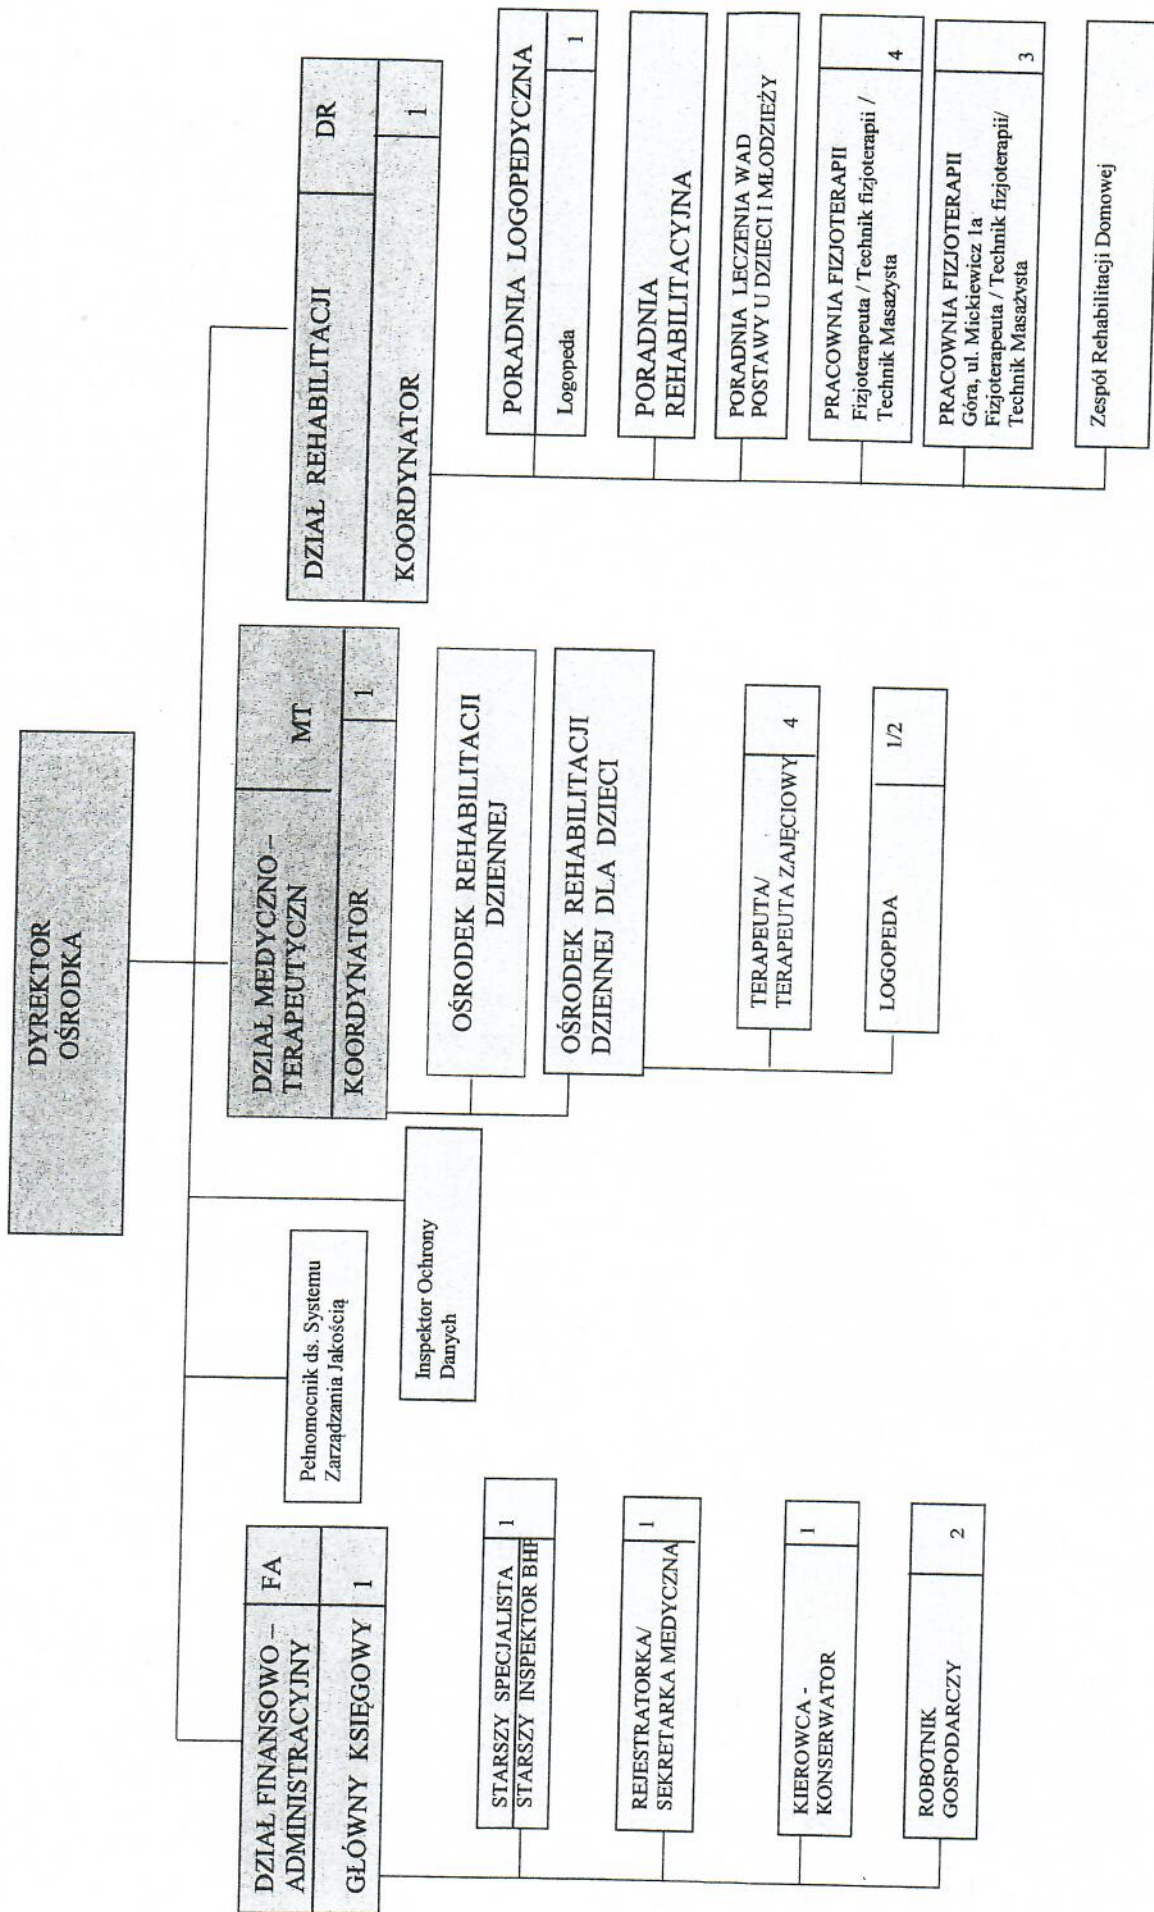 DYREKTOR
OŚRODKA
DZIAŁ FINANSOWO – FA
ADMINISTRACYJNY
GŁÓWNY KSIĘGOWY 1
STARSZY SPECJALISTA 1
STARSZY INSPEKTOR BHP
REJESTRATORKA/ 1
SEKRETARKA MEDYCZNA
KIEROWCA - 1
KONSERWATOR
ROBOTNIK 2
GOSPODARCZY
Pełnomocnik ds. Systemu
Zarządzania Jakością
Inspektor Ochrony
Danych
DZIAŁ MEDYCZNO – MT
TERAPEUTYCZN
KOORDYNATOR 1
OŚRODEK REHABILITACJI
DZIENNEJ
OŚRODEK REHABILITACJI
DZIENNEJ DLA DZIECI
TERAPEUTA/ 4
TERAPEUTA ZAJĘCIOWY
LOGOPEDA 1/2
DZIAŁ REHABILITACJI DR
KOORDYNATOR 1
PORADNIA LOGOPEDYCZNA
Logopeda 1
PORADNIA
REHABILITACYJNA
PORADNIA LECZENIA WAD
POSTAWY U DZIECI I MŁODZIEŻY
PRACOWNIA FIZJOTERAPII
Fizjoterapeuta / Technik fizjoterapii /
Technik Masażysta 4
PRACOWNIA FIZJOTERAPII
Góra, ul. Mickiewicz 1a
Fizjoterapeuta / Technik fizjoterapii/
Technik Masażysta 3
Zespół Rehabilitacji Domowej